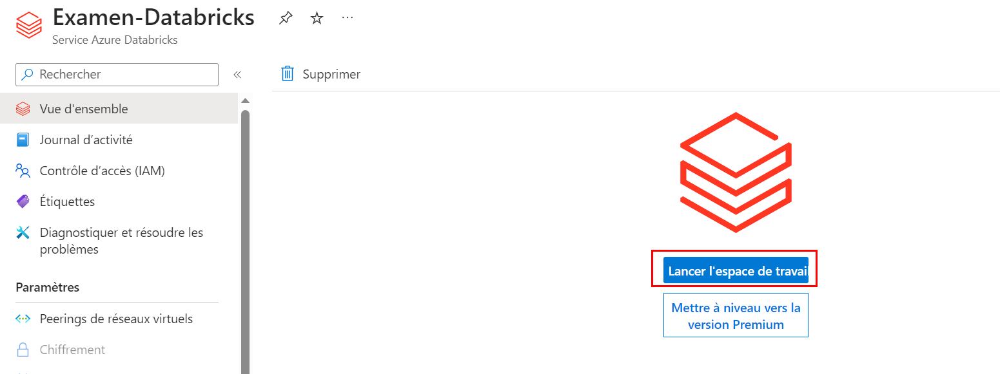 Examen-Databricks
Service Azure Databricks
Rechercher
Supprimer
Vue d'ensemble
Journal d’activité
Contrôle d’accès (IAM)
Étiquettes
Diagnostiquer et résoudre les
problèmes
Paramètres
Peerings de réseaux virtuels
Chiffrement
Lancer l'espace de travail
Mettre à niveau vers la
version Premium